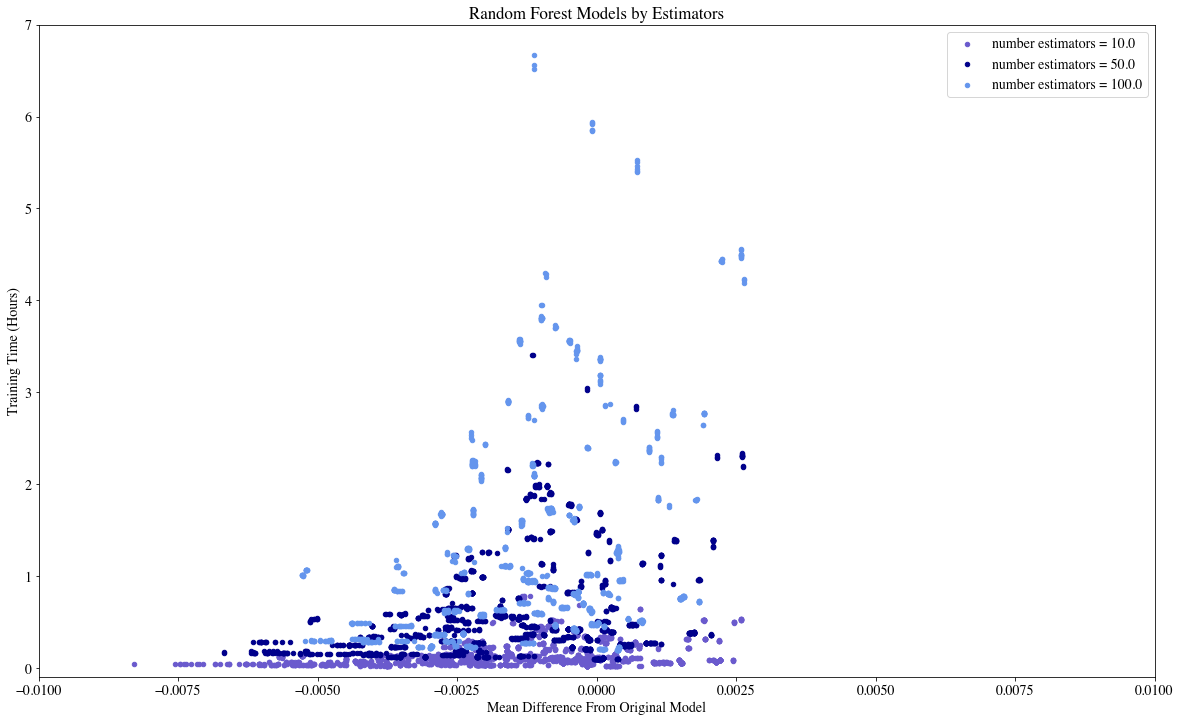 Random Forest Models by Estimators
number estimators = 10.0
number estimators = 50.0
number estimators = 100.0
Training Time (Hours)
7
6
5
4
3
2
1
0
−0.0100 −0.0075 −0.0050 −0.0025 0.0000 0.0025 0.0050 0.0075 0.0100
Mean Difference From Original Model